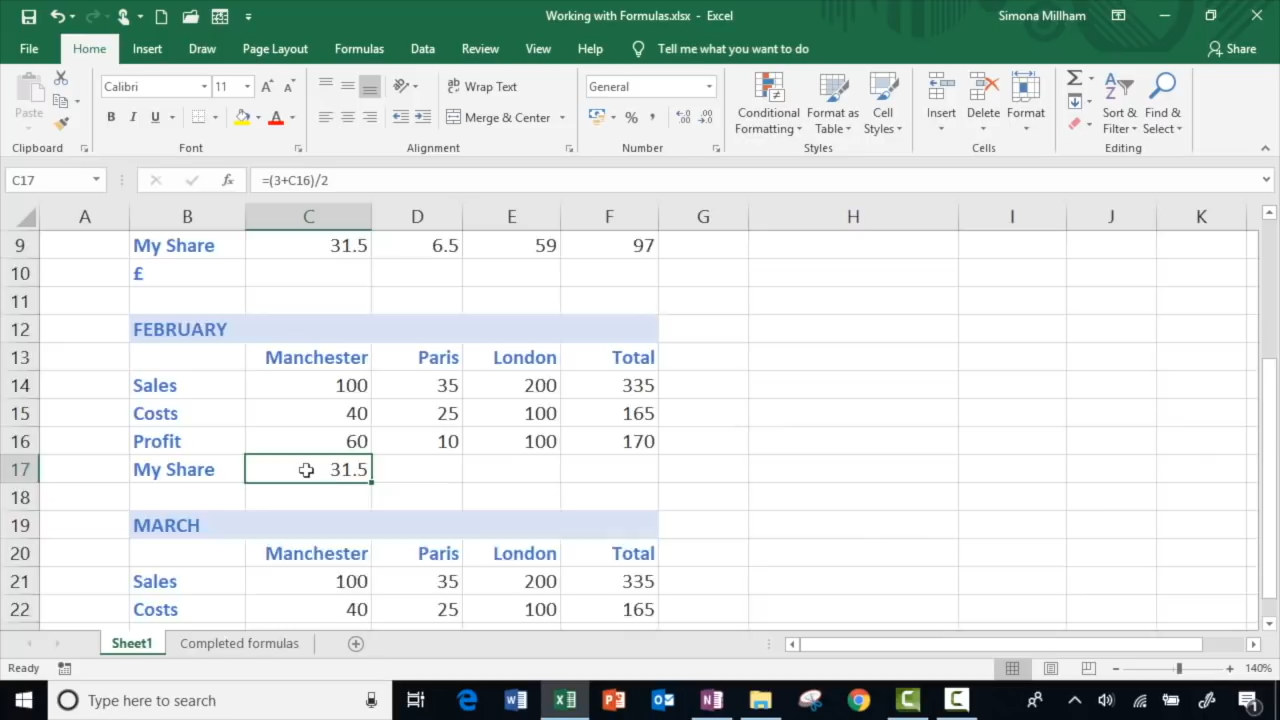 Working with Formulas.xlsx - Excel
Simona Millham
File Home Insert Draw Page Layout Formulas Data Review View Help Tell me what you want to do Share
Paste
Calibri 11 A A
B I U A
ab Wrap Text
Merge & Center
General
% ,
Conditional Formatting
Format as Table
Cell Styles
Insert Delete Format
Sort & Filter
Find & Select
Clipboard Font Alignment Number Styles Cells Editing
C17 fx =(3+C16)/2
A B C D E F G H I J K
9 My Share 31.5 6.5 59 97
10 £
11
12 FEBRUARY
13 Manchester Paris London Total
14 Sales 100 35 200 335
15 Costs 40 25 100 165
16 Profit 60 10 100 170
17 My Share 31.5
18
19 MARCH
20 Manchester Paris London Total
21 Sales 100 35 200 335
22 Costs 40 25 100 165
Sheet1 Completed formulas
Ready 140%
Type here to search